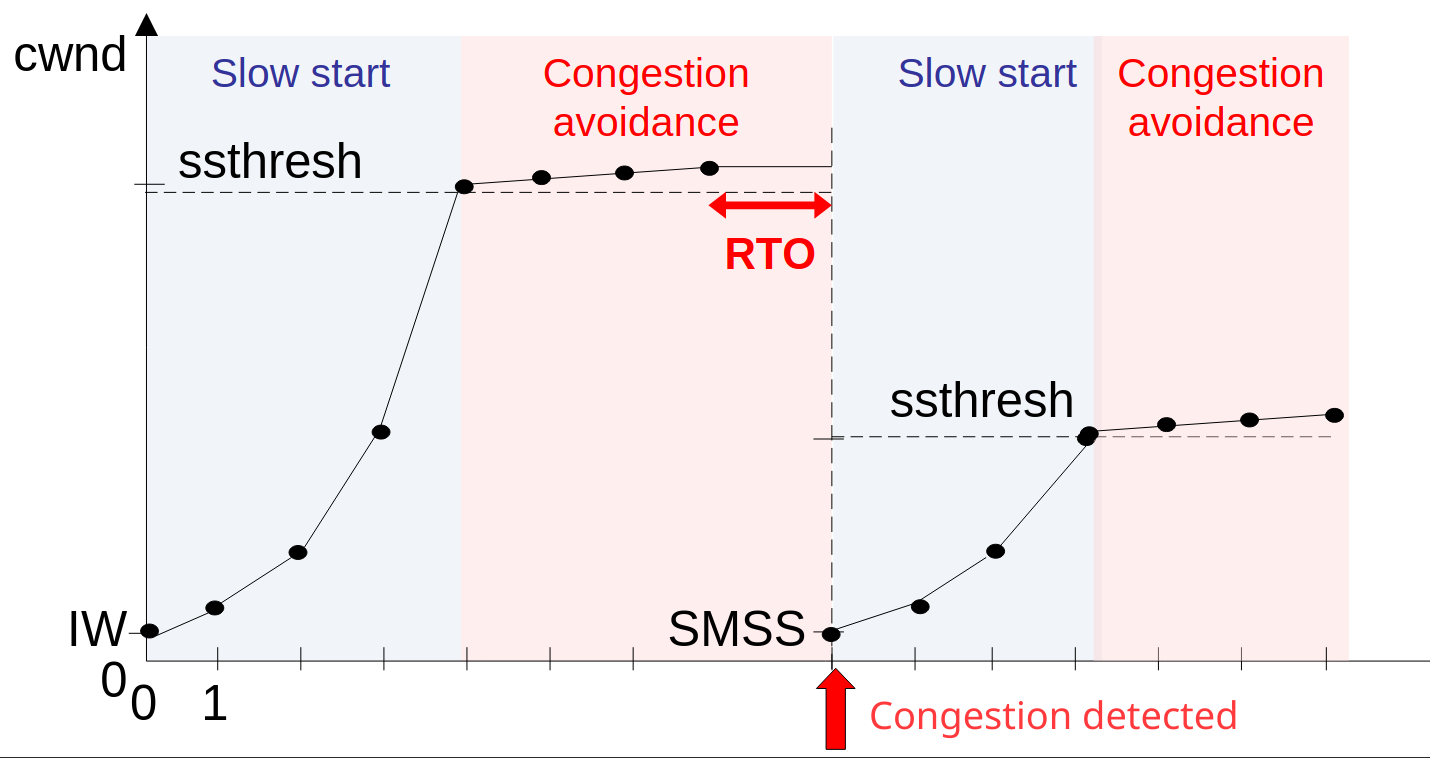 cwnd
Slow start
Congestion
avoidance
Slow start
Congestion
avoidance
ssthresh
RTO
ssthresh
IW
SMSS
0
0
1
Congestion detected